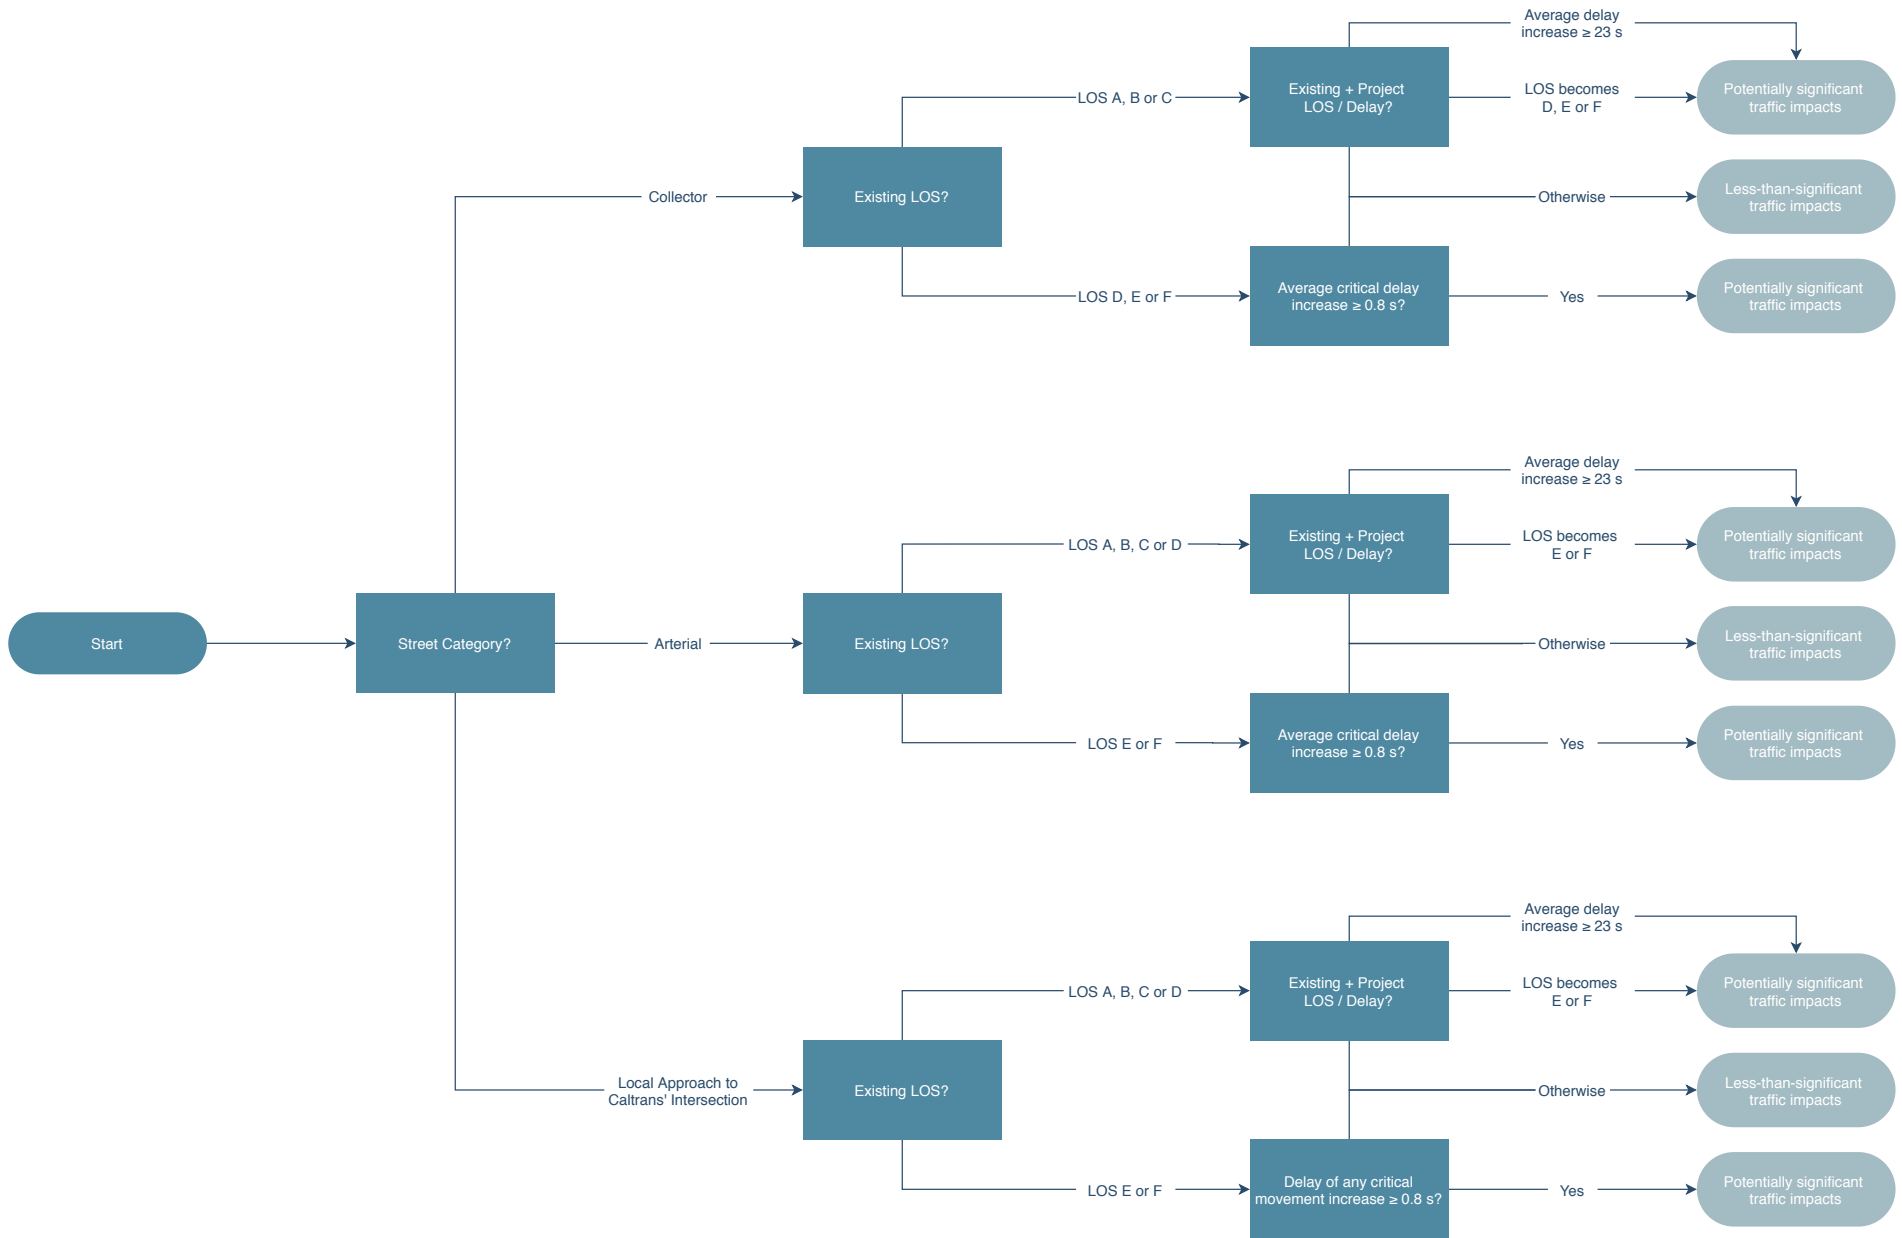 Average delay
increase ≥ 23 s
Existing + Project
LOS / Delay?
LOS A, B or C
LOS becomes
D, E or F
Potentially significant
traffic impacts
Collector
Existing LOS?
Otherwise
Less-than-significant
traffic impacts
LOS D, E or F
Average critical delay
increase ≥ 0.8 s?
Yes
Potentially significant
traffic impacts
Average delay
increase ≥ 23 s
LOS A, B, C or D
Existing + Project
LOS / Delay?
LOS becomes
E or F
Potentially significant
traffic impacts
Start
Street Category?
Arterial
Existing LOS?
Otherwise
Less-than-significant
traffic impacts
LOS E or F
Average critical delay
increase ≥ 0.8 s?
Yes
Potentially significant
traffic impacts
Average delay
increase ≥ 23 s
LOS A, B, C or D
Existing + Project
LOS / Delay?
LOS becomes
E or F
Potentially significant
traffic impacts
Local Approach to
Caltrans' Intersection
Existing LOS?
Otherwise
Less-than-significant
traffic impacts
LOS E or F
Delay of any critical
movement increase ≥ 0.8 s?
Yes
Potentially significant
traffic impacts